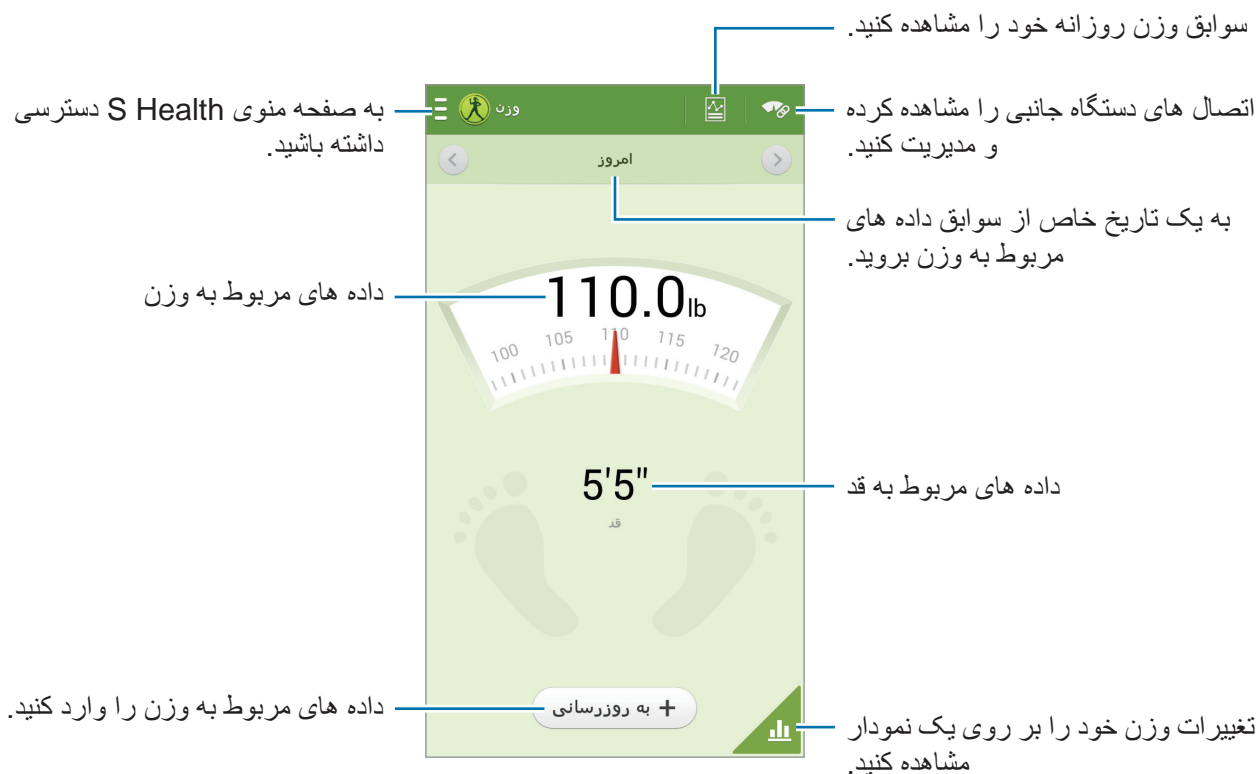 سوابق وزن روزانه خود را مشاهده کنید.
اتصال های دستگاه جانبی را مشاهده کرده
و مدیریت کنید.
به صفحه منوی S Health دسترسی
داشته باشید.
وزن
امروز
به یک تاریخ خاص از سوابق داده های
مربوط به وزن بروید.
داده های مربوط به وزن
110.0lb
100 105 110 115 120
داده های مربوط به قد
5'5"
قد
داده های مربوط به وزن را وارد کنید.
+ به روزرسانی
تغییرات وزن خود را بر روی یک نمودار
مشاهده کنید.